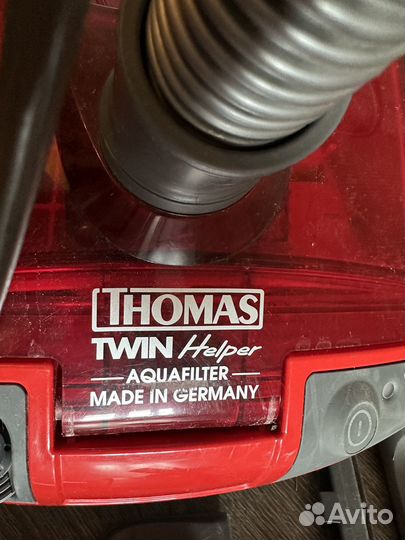 THOMAS
TWIN Helper
AQUAFILTER
MADE IN GERMANY
Avito